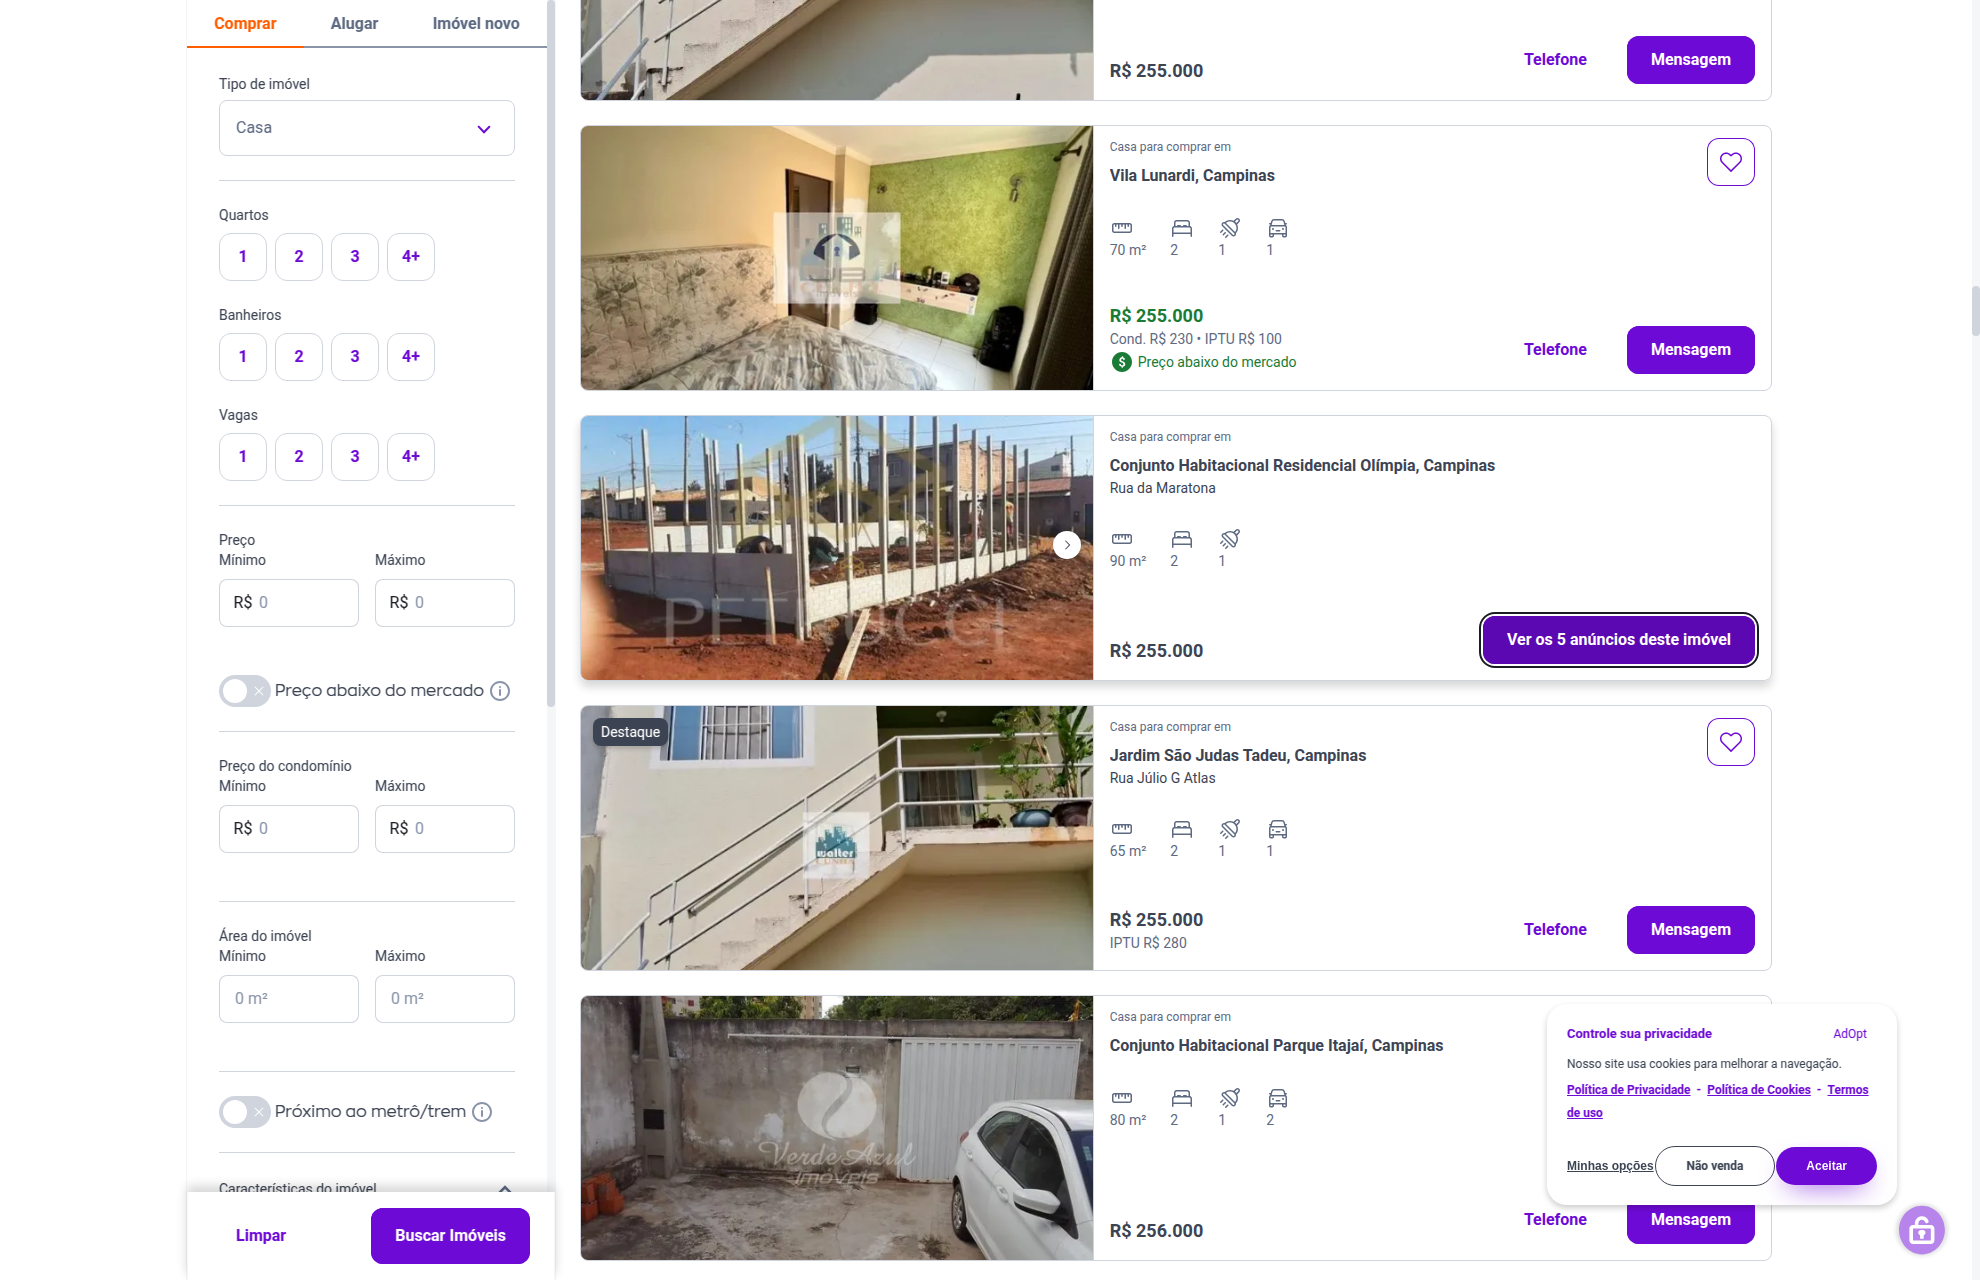 Comprar
Alugar
Imóvel novo
Tipo de imóvel
Casa
Quartos
1
2
3
4+
Banheiros
1
2
3
4+
Vagas
1
2
3
4+
Preço
Mínimo
Máximo
R$ 0
R$ 0
Preço abaixo do mercado
Preço do condomínio
Mínimo
Máximo
R$ 0
R$ 0
Área do imóvel
Mínimo
Máximo
0 m²
0 m²
Próximo ao metrô/trem
Características do imóvel
Limpar
Buscar Imóveis
R$ 255.000
Telefone
Mensagem
Casa para comprar em
Vila Lunardi, Campinas
70 m²
2
1
1
R$ 255.000
Cond. R$ 230 • IPTU R$ 100
Preço abaixo do mercado
Telefone
Mensagem
PETRUCCI
Casa para comprar em
Conjunto Habitacional Residencial Olímpia, Campinas
Rua da Maratona
90 m²
2
1
R$ 255.000
Ver os 5 anúncios deste imóvel
Destaque
walter
Casa para comprar em
Jardim São Judas Tadeu, Campinas
Rua Júlio G Atlas
65 m²
2
1
1
R$ 255.000
IPTU R$ 280
Telefone
Mensagem
Verde Azul
IMÓVEIS
Casa para comprar em
Conjunto Habitacional Parque Itajaí, Campinas
80 m²
2
1
2
R$ 256.000
Telefone
Mensagem
Controle sua privacidade
AdOpt
Nosso site usa cookies para melhorar a navegação.
Política de Privacidade - Política de Cookies - Termos
de uso
Minhas opções
Não venda
Aceitar